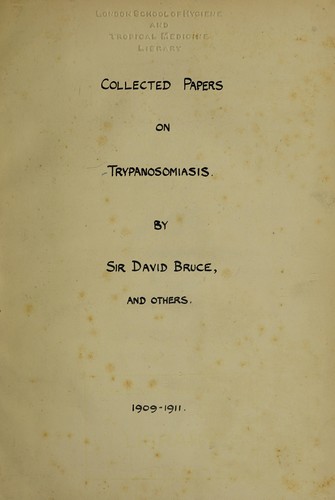 LONDON SCHOOL OF HYGIENE
AND
TROPICAL MEDICINE
LIBRARY
COLLECTED PAPERS
ON
TRYPANOSOMIASIS.
BY
SIR DAVID BRUCE,
AND OTHERS.
1909-1911.